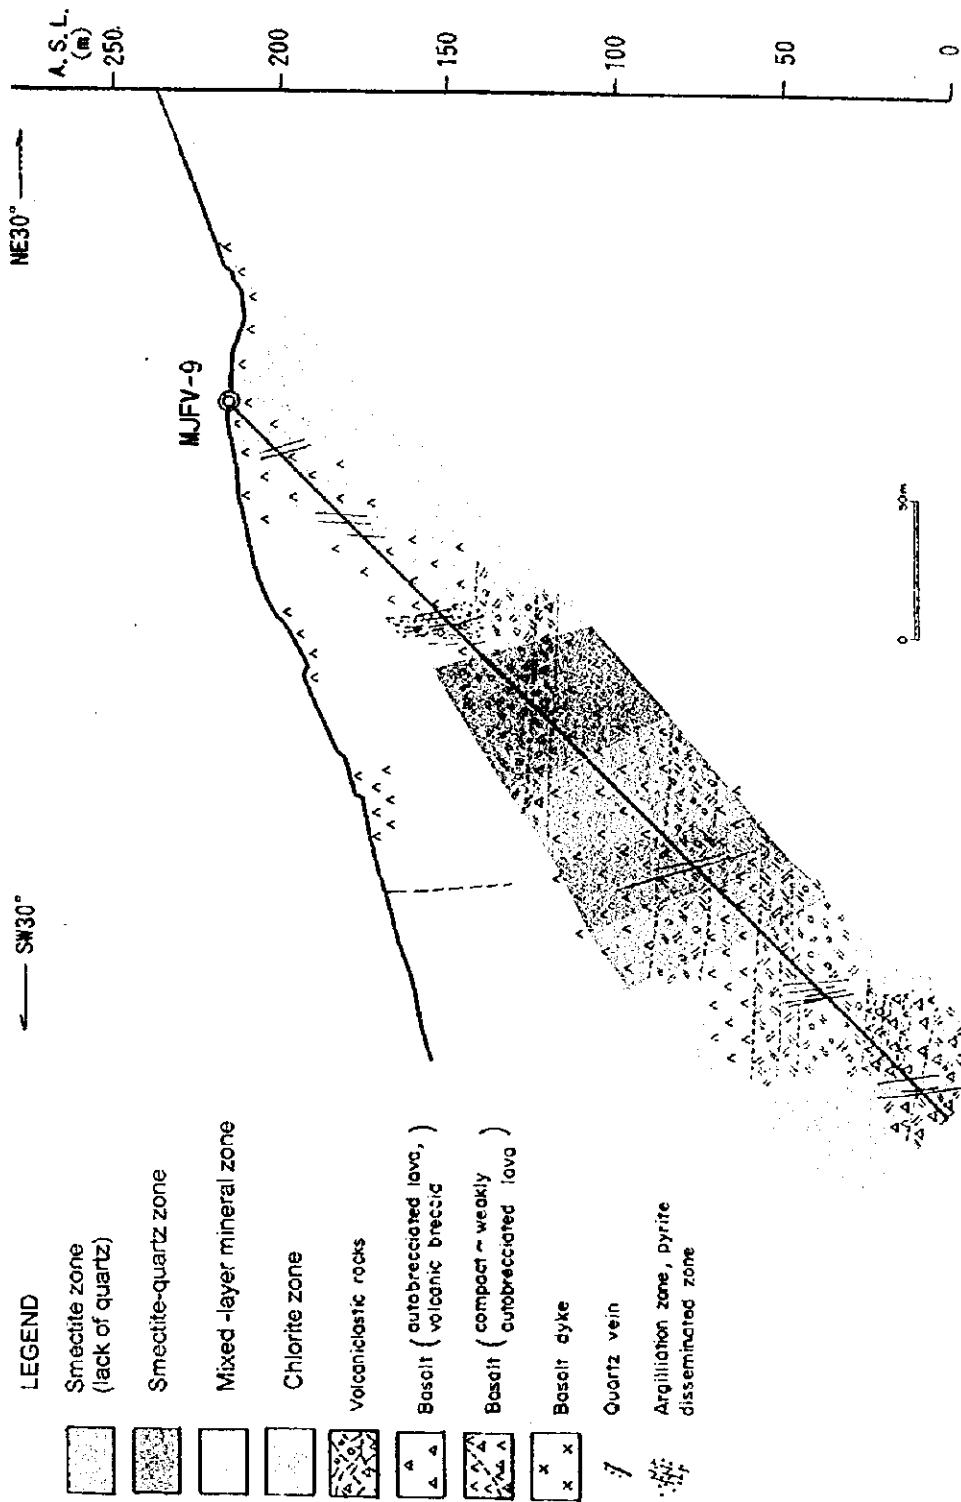 ← SW30°
NE30° →
A. S. L.
(m)
250
200
150
100
50
0
MJFV-9
0 50m
LEGEND
Smectite zone
(lack of quartz)
Smectite-quartz zone
Mixed -layer mineral zone
Chlorite zone
Volcaniclastic rocks
Basalt ( autobrecciated lava,
volcanic breccia )
Basalt ( compact ~ weakly
autobrecciated lava )
Basalt dyke
Quartz vein
Argillization zone, pyrite
disseminated zone